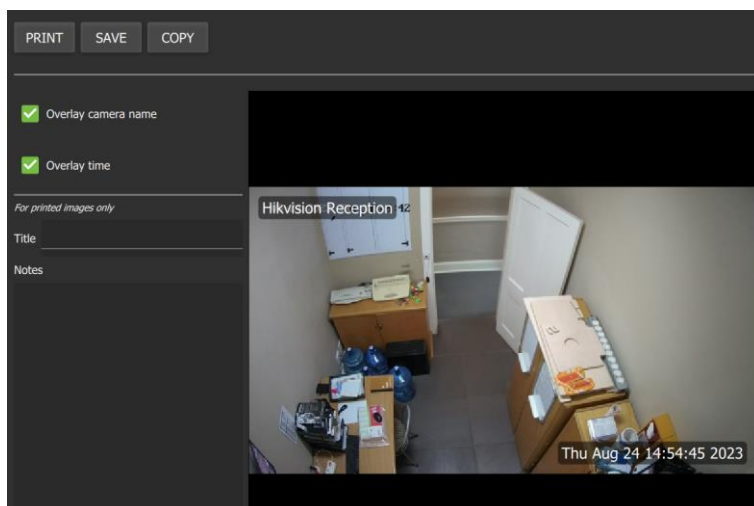 PRINT SAVE COPY
Overlay camera name
Overlay time
For printed images only
Title
Notes
Hikvision Reception
Thu Aug 24 14:54:45 2023